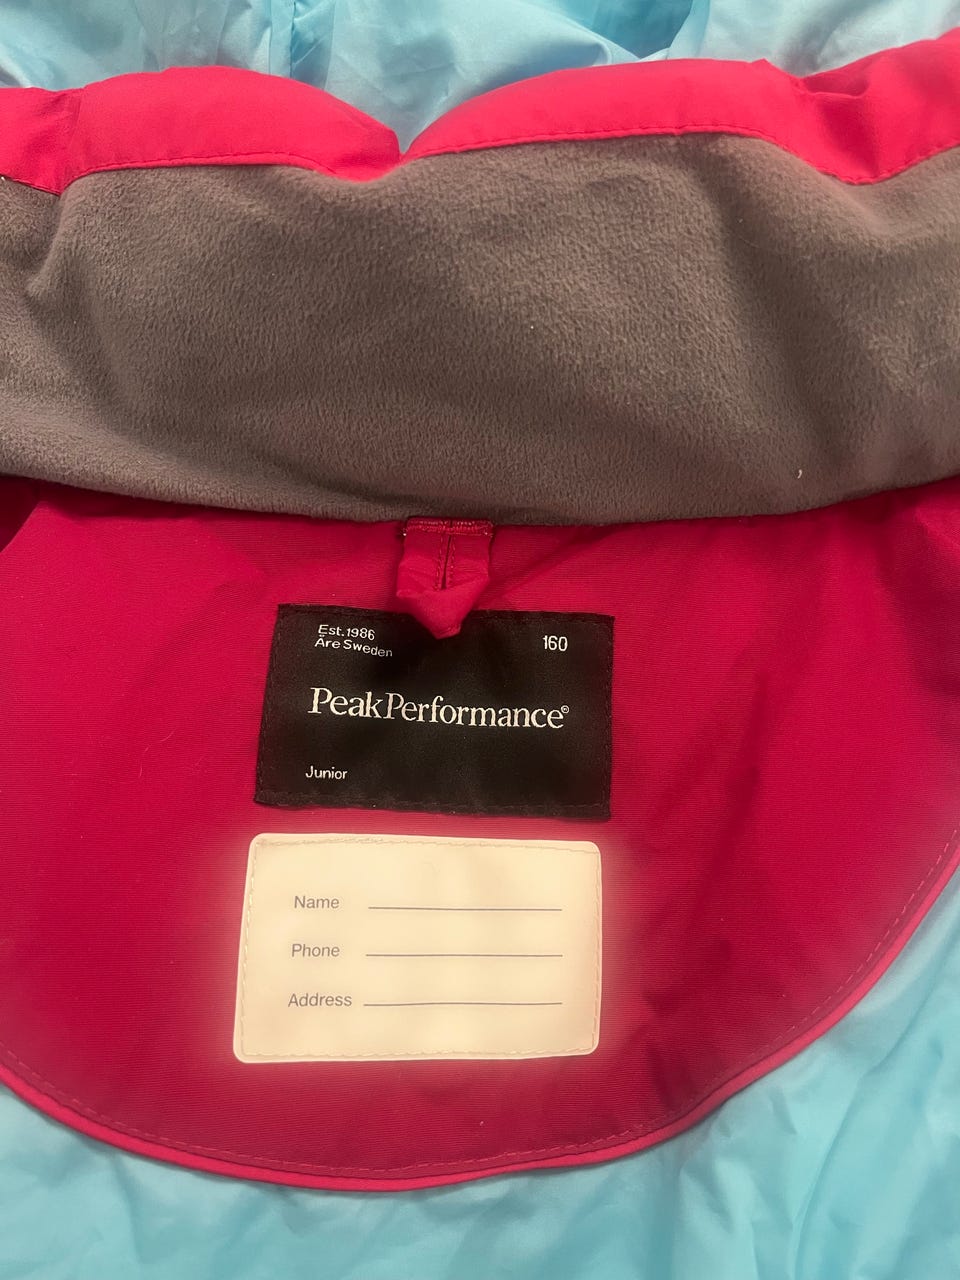 Est.1986
Åre Sweden
160
PeakPerformance®
Junior
Name
Phone
Address